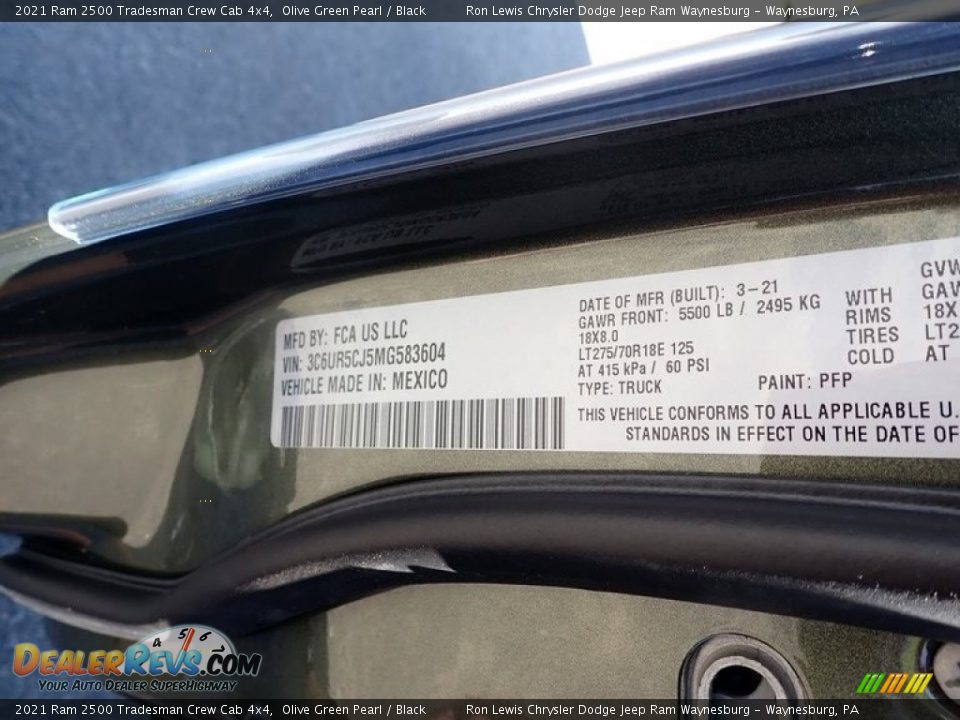 2021 Ram 2500 Tradesman Crew Cab 4x4, Olive Green Pearl / Black Ron Lewis Chrysler Dodge Jeep Ram Waynesburg - Waynesburg, PA
MFD BY: FCA US LLC
VIN: 3C6UR5CJ5MG583604
VEHICLE MADE IN: MEXICO
DATE OF MFR (BUILT): 3-21
GAWR FRONT: 5500 LB / 2495 KG
18X8.0
LT275/70R18E 125
AT 415 kPa / 60 PSI
TYPE: TRUCK PAINT: PFP
WITH
RIMS
TIRES
COLD
GVW
GAW
18X
LT2
AT
THIS VEHICLE CONFORMS TO ALL APPLICABLE U.
STANDARDS IN EFFECT ON THE DATE OF
4 5 6
DEALERREVS.COM
Your Auto Dealer SuperHighway
2021 Ram 2500 Tradesman Crew Cab 4x4, Olive Green Pearl / Black Ron Lewis Chrysler Dodge Jeep Ram Waynesburg - Waynesburg, PA